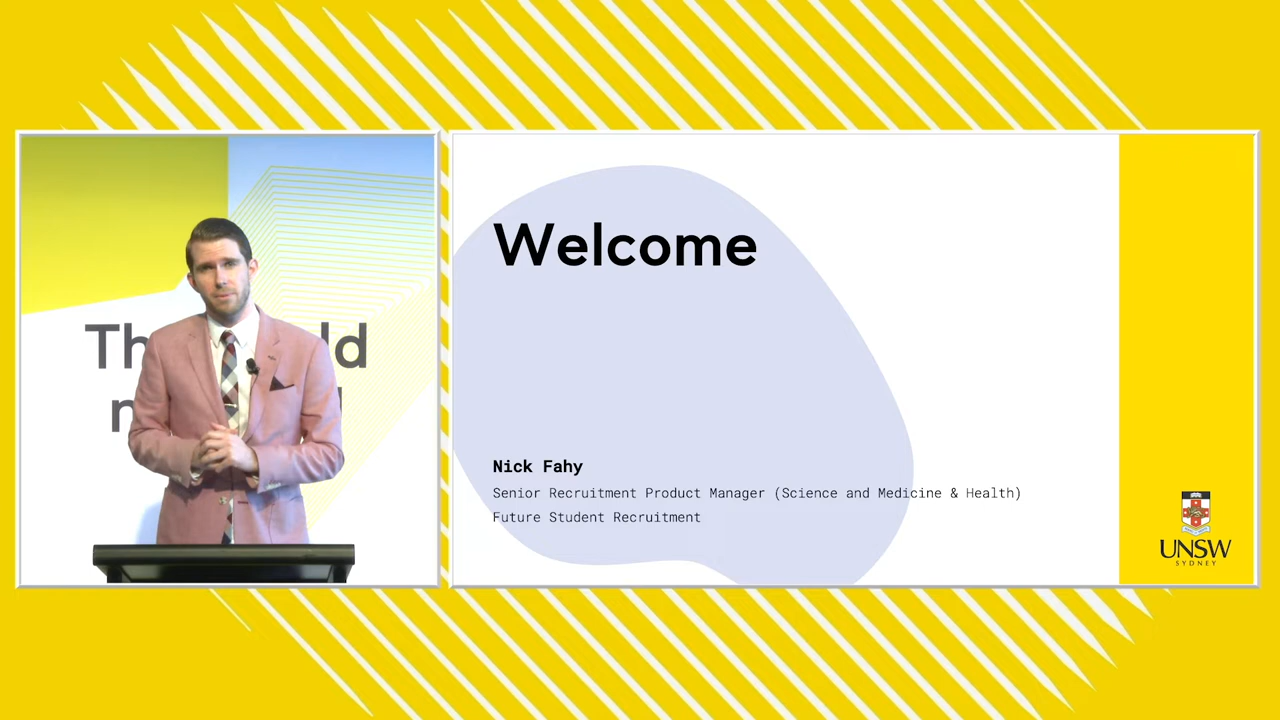 Welcome
Nick Fahy
Senior Recruitment Product Manager (Science and Medicine & Health)
Future Student Recruitment
UNSW
SYDNEY